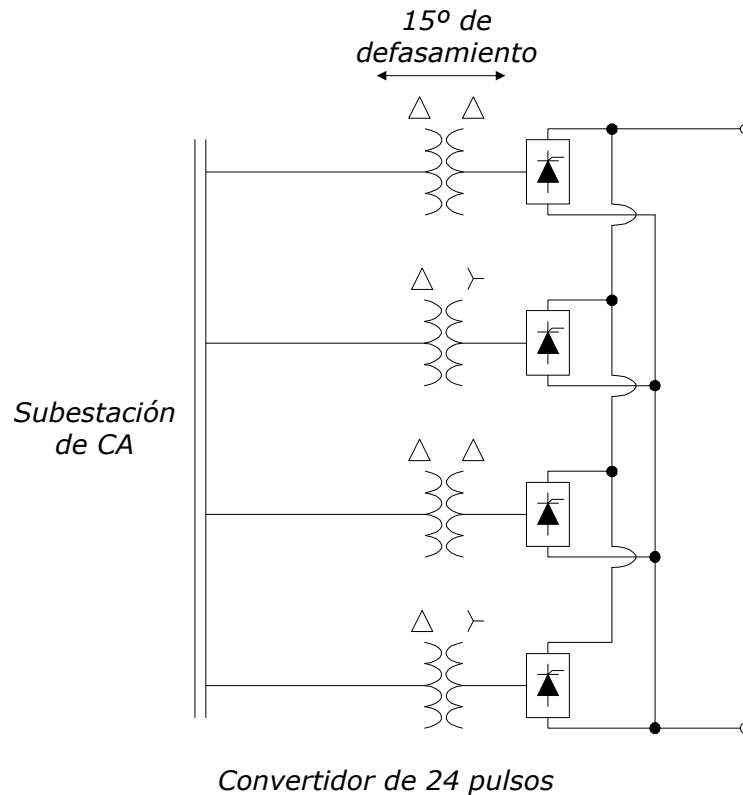 15º de
defasamiento
Subestación
de CA
Convertidor de 24 pulsos